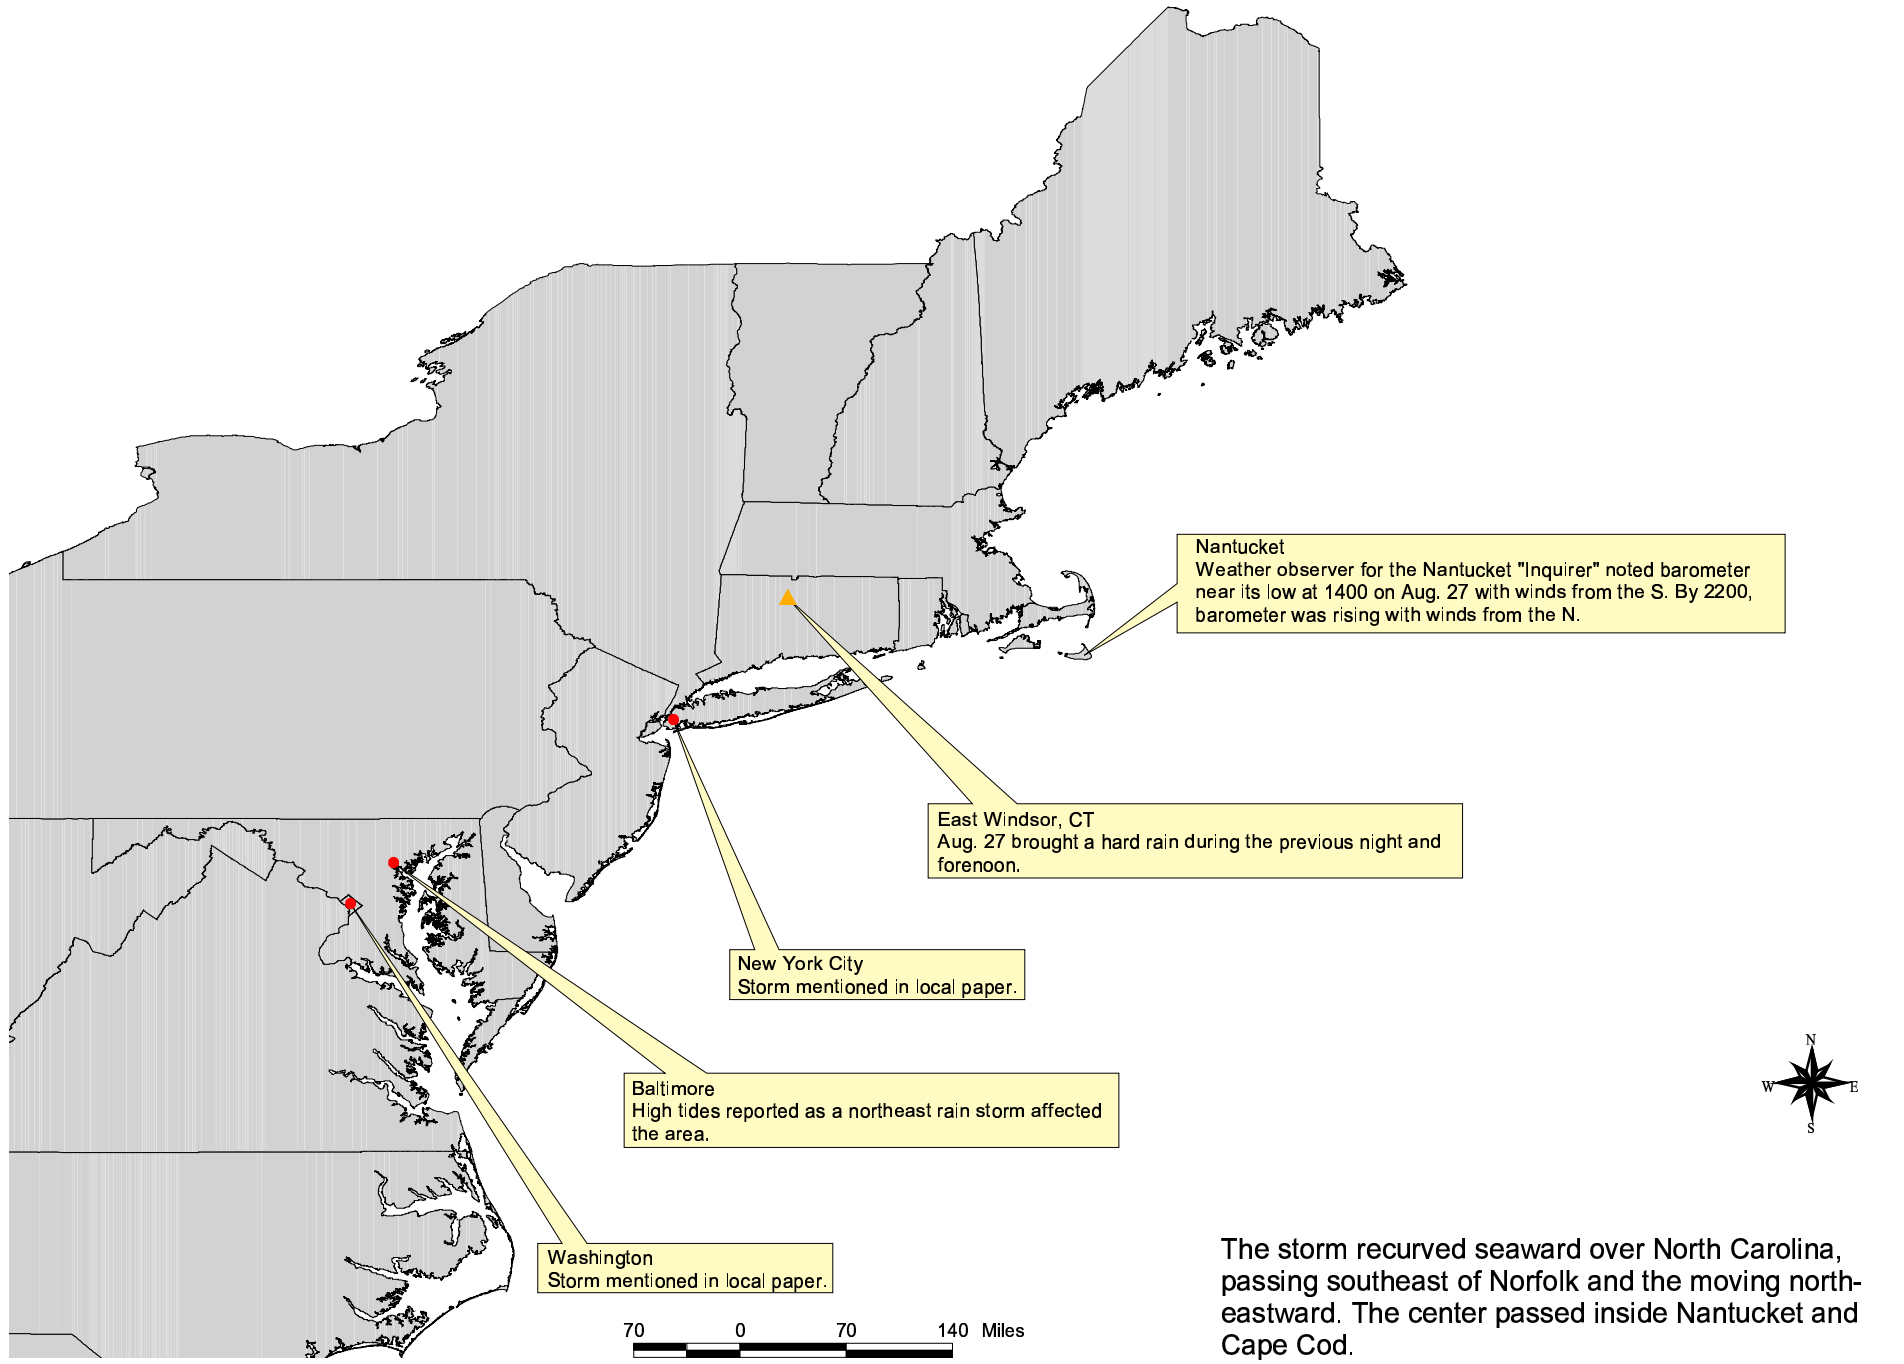 Nantucket
Weather observer for the Nantucket "Inquirer" noted barometer
near its low at 1400 on Aug. 27 with winds from the S. By 2200,
barometer was rising with winds from the N.
East Windsor, CT
Aug. 27 brought a hard rain during the previous night and
forenoon.
New York City
Storm mentioned in local paper.
Baltimore
High tides reported as a northeast rain storm affected
the area.
Washington
Storm mentioned in local paper.
N
W E
S
The storm recurved seaward over North Carolina,
passing southeast of Norfolk and the moving north-
eastward. The center passed inside Nantucket and
Cape Cod.
70 0 70 140 Miles